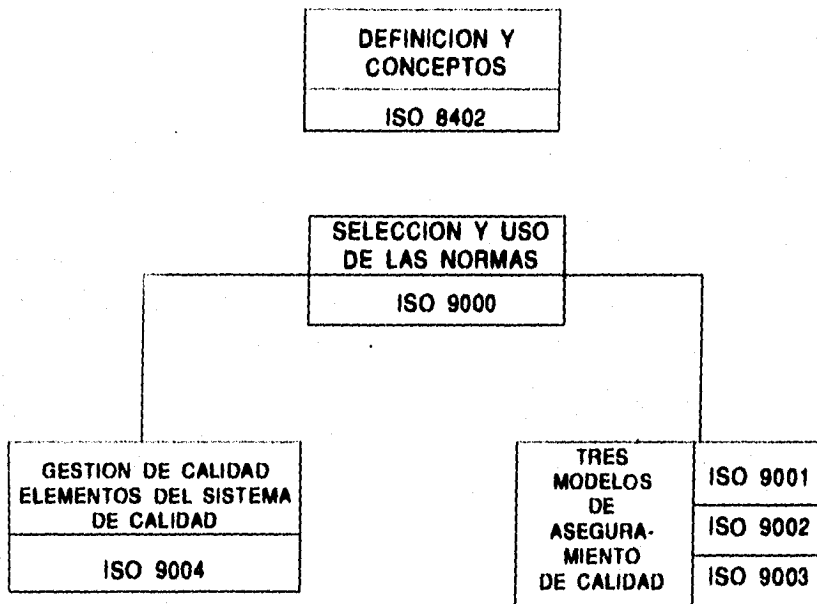 DEFINICION Y
CONCEPTOS
ISO 8402
SELECCION Y USO
DE LAS NORMAS
ISO 9000
GESTION DE CALIDAD
ELEMENTOS DEL SISTEMA
DE CALIDAD
ISO 9004
TRES
MODELOS
DE
ASEGURA-
MIENTO
DE CALIDAD
ISO 9001
ISO 9002
ISO 9003